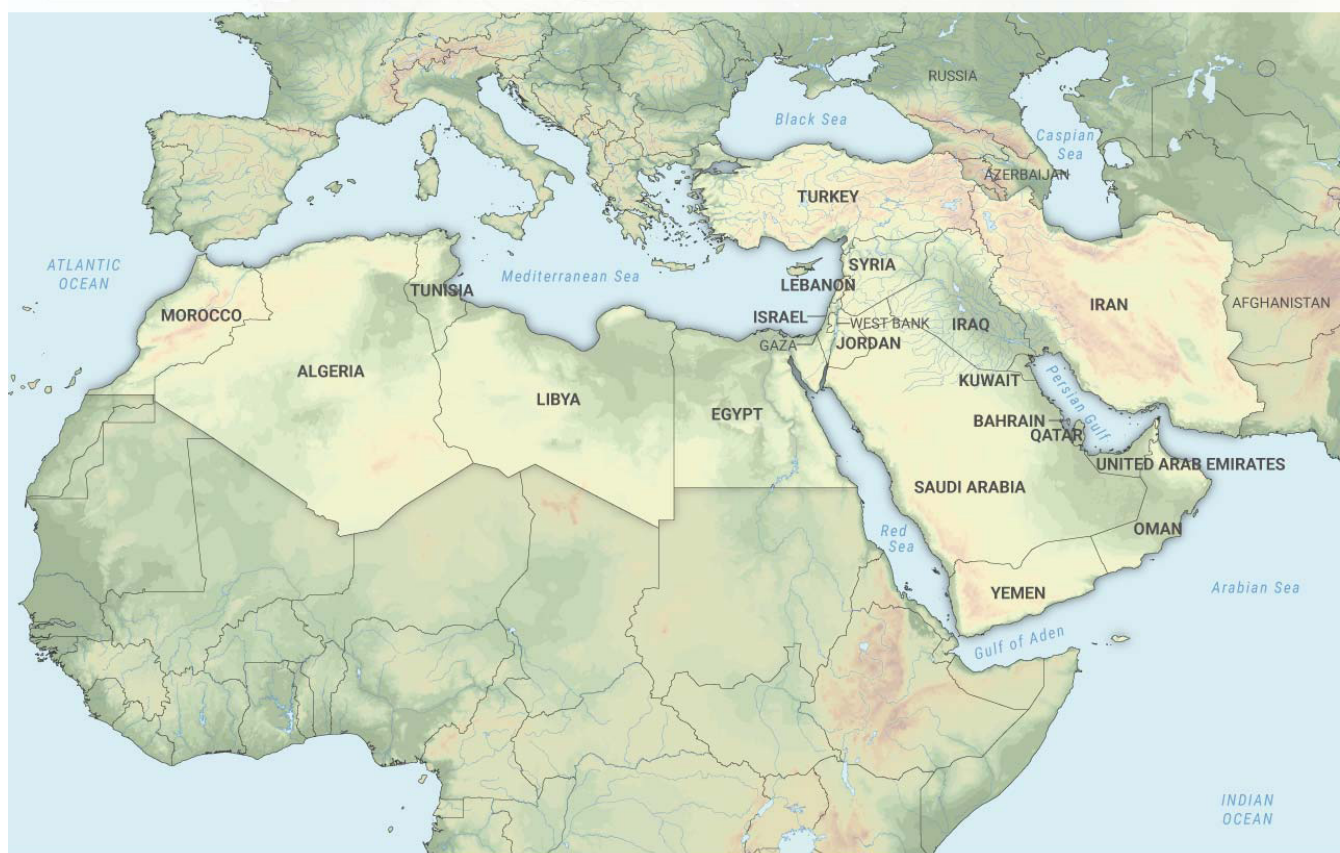 RUSSIA
Black Sea
Caspian
Sea
AZERBAIJAN
TURKEY
ATLANTIC
OCEAN
Mediterranean Sea
SYRIA
LEBANON
TUNISIA
MOROCCO
ISRAEL
WEST BANK
IRAQ
IRAN
AFGHANISTAN
GAZA
JORDAN
ALGERIA
LIBYA
EGYPT
KUWAIT
Persian Gulf
BAHRAIN
QATAR
UNITED ARAB EMIRATES
SAUDI ARABIA
OMAN
Red
Sea
YEMEN
Arabian Sea
Gulf of Aden
INDIAN
OCEAN